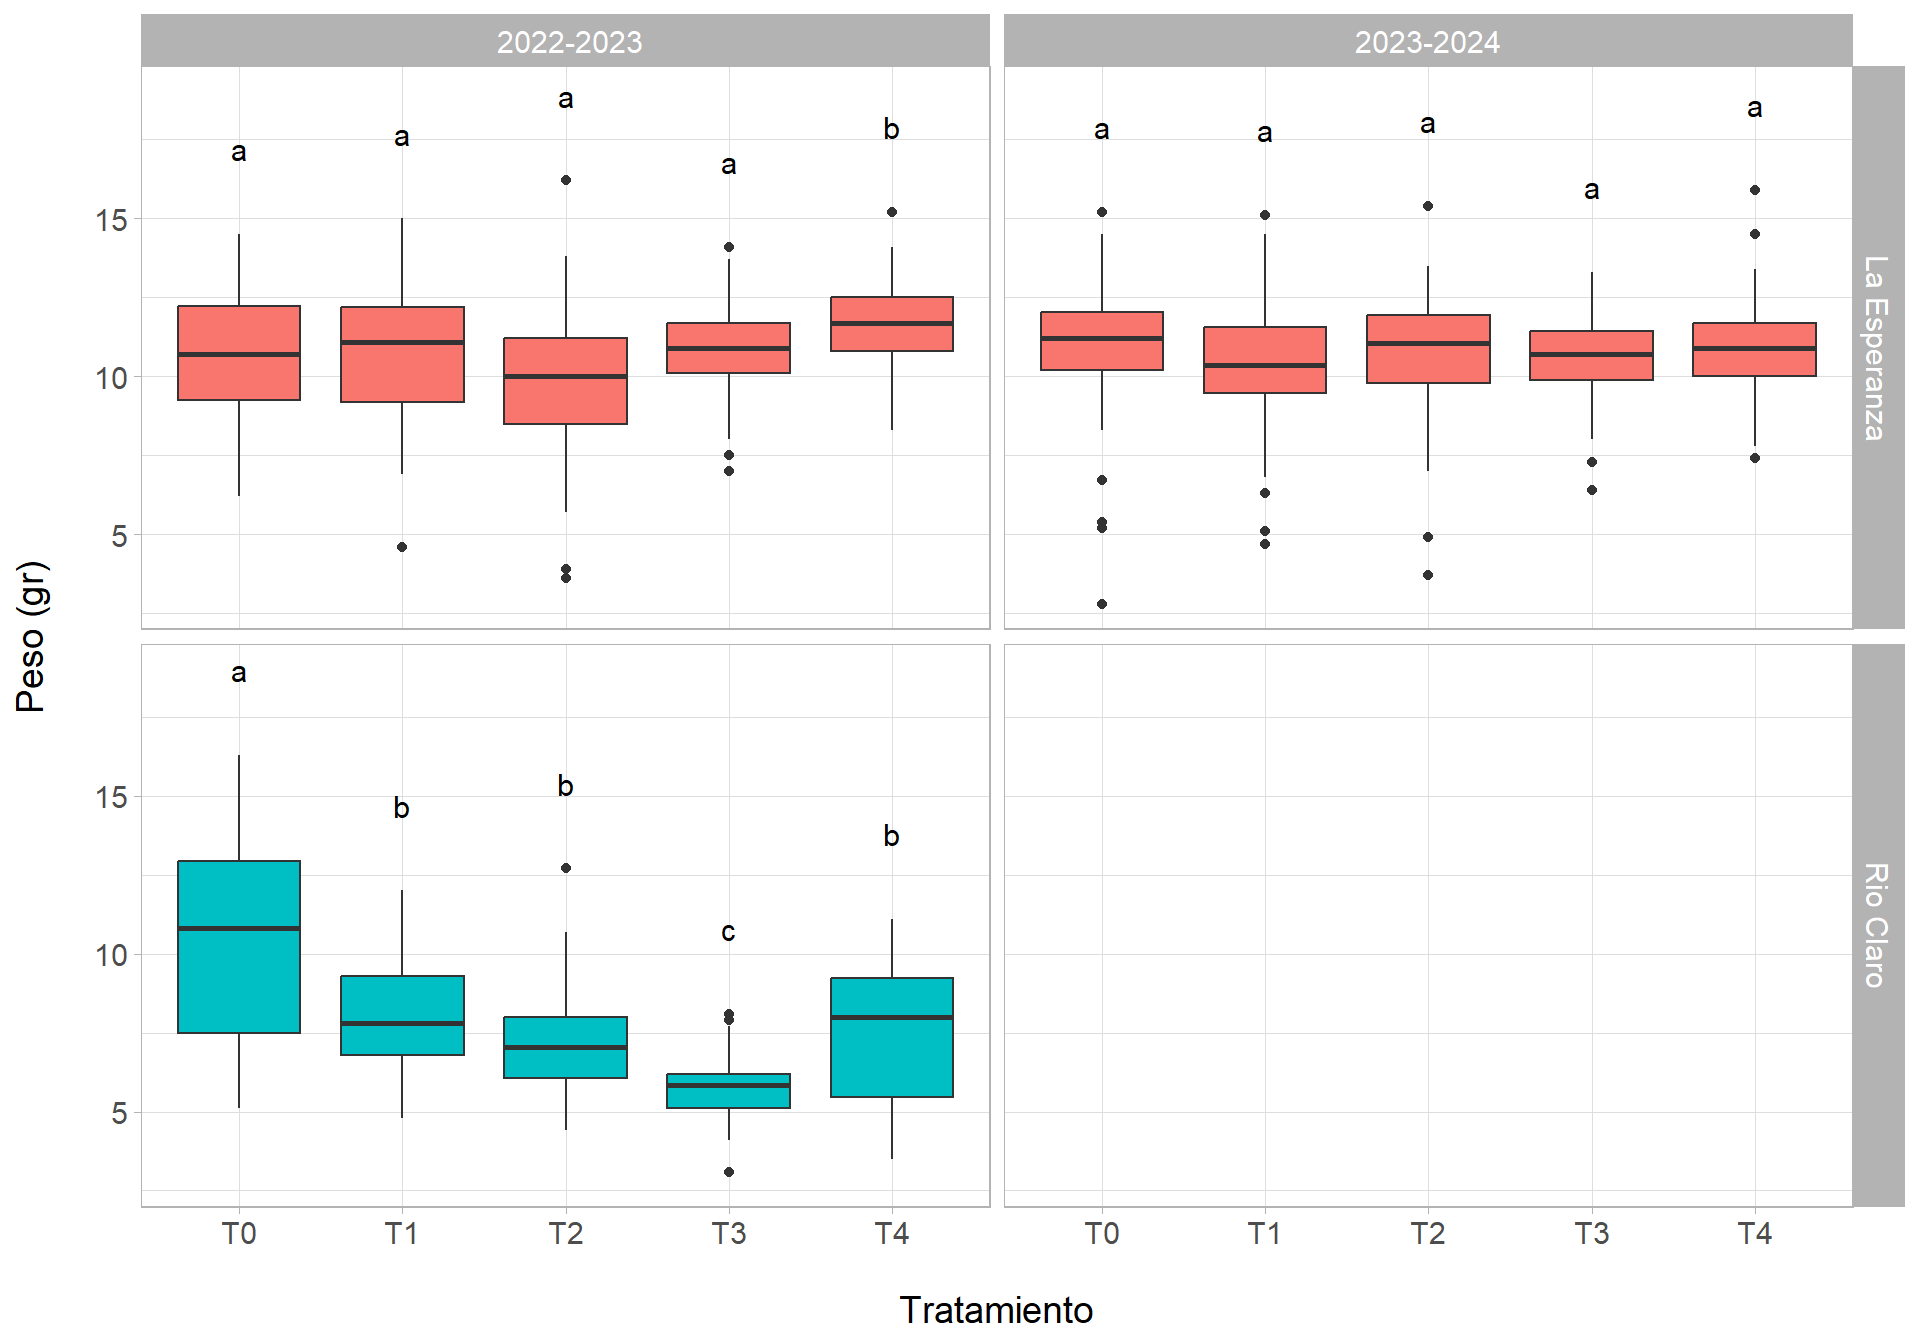 2022-2023
2023-2024
a a a a b
a a a a a
15
10
5
La Esperanza
Peso (gr)
a b b c b
15
10
5
Rio Claro
T0 T1 T2 T3 T4
T0 T1 T2 T3 T4
Tratamiento